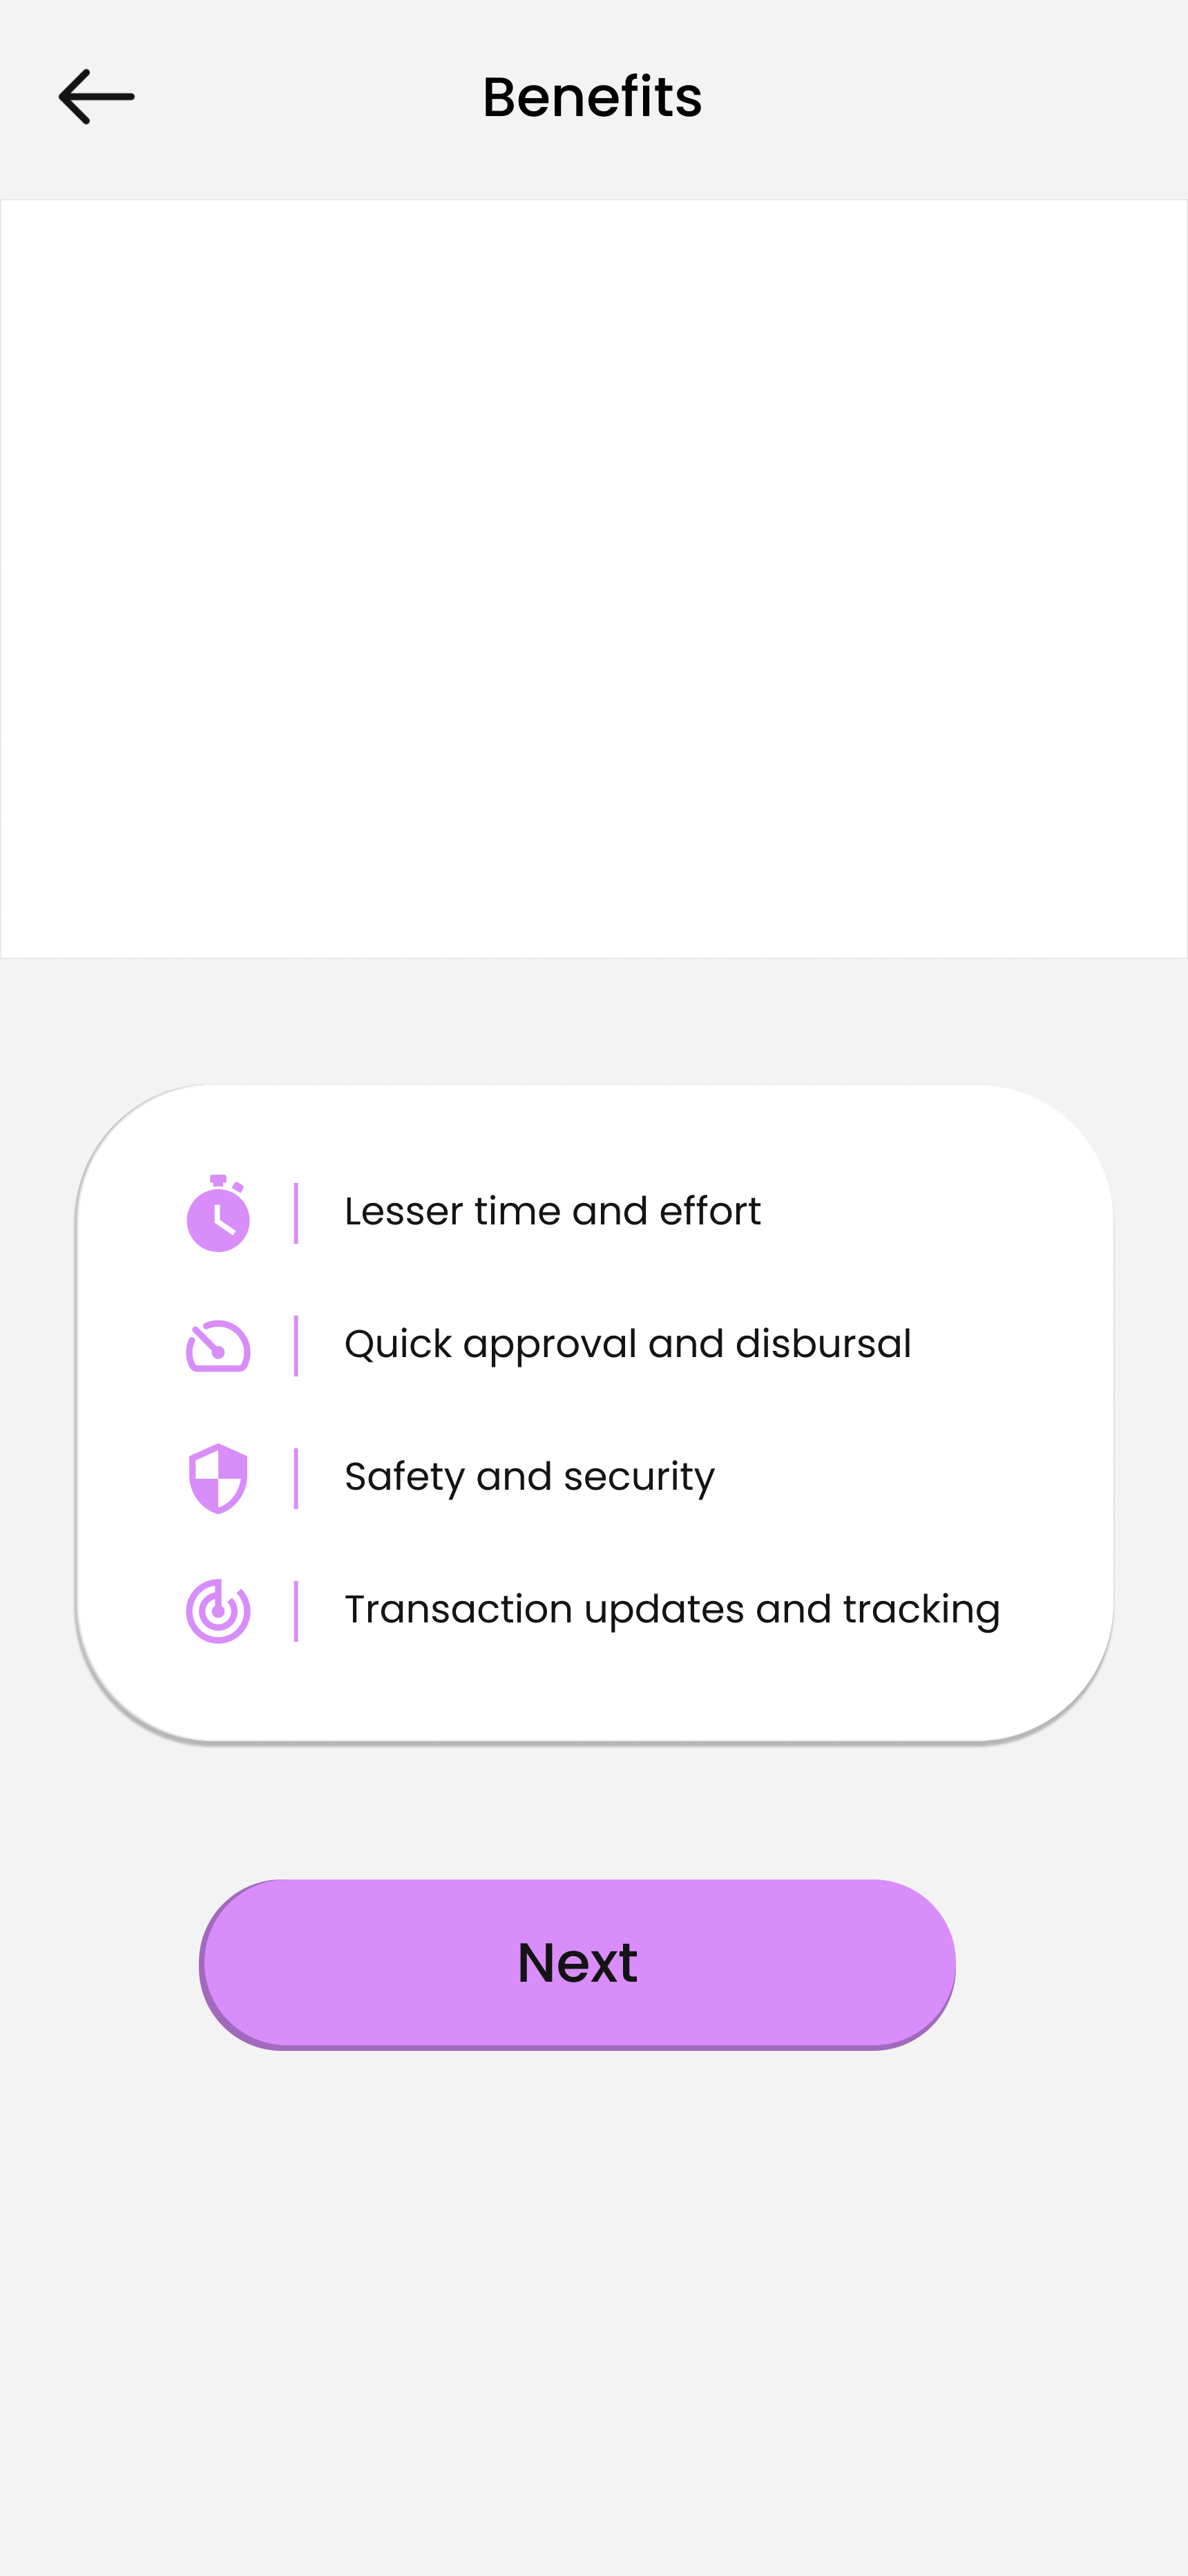 Benefits
Lesser time and effort
Quick approval and disbursal
Safety and security
Transaction updates and tracking
Next